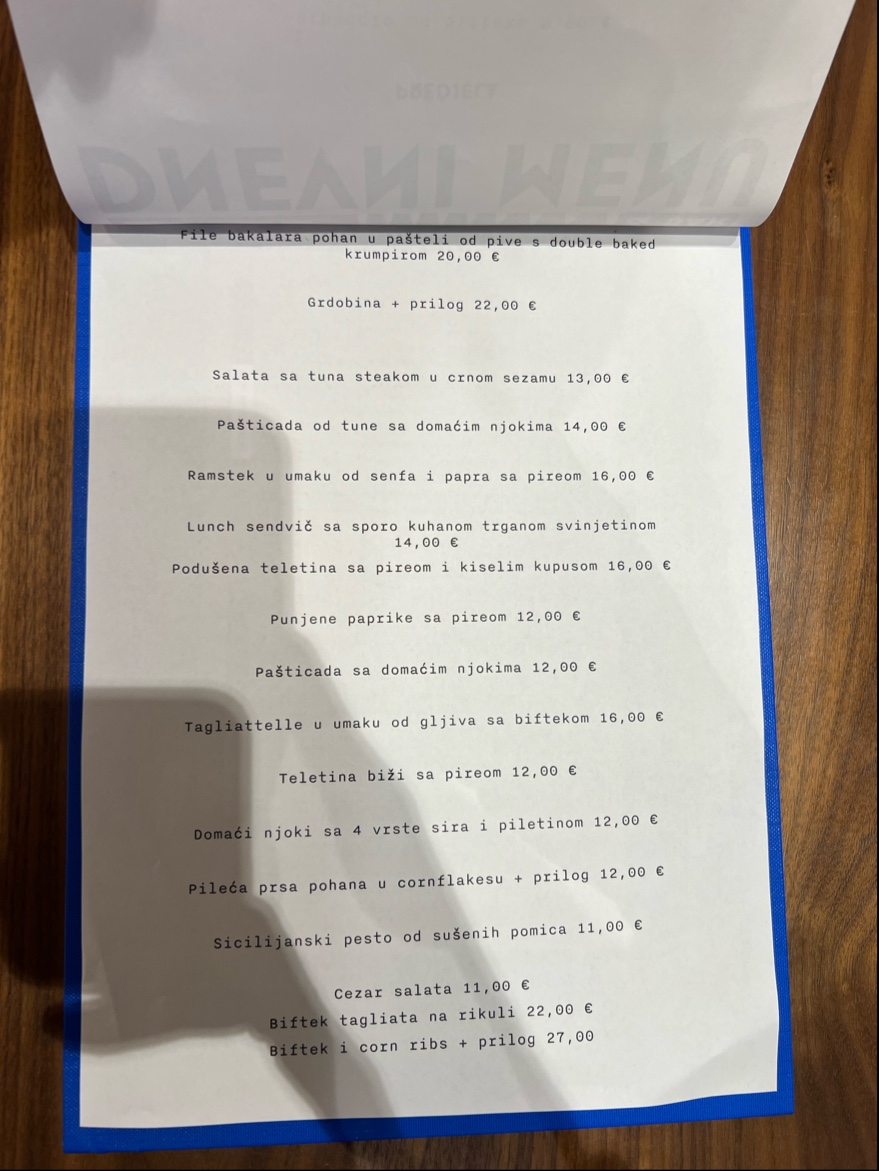 PREDJELA
DNEVNI MENU
File bakalara pohan u pašteli od pive s double baked
krumpirom 20,00 €
Grdobina + prilog 22,00 €
Salata sa tuna steakom u crnom sezamu 13,00 €
Pašticada od tune sa domaćim njokima 14,00 €
Ramstek u umaku od senfa i papra sa pireom 16,00 €
Lunch sendvič sa sporo kuhanom trganom svinjetinom
14,00 €
Podušena teletina sa pireom i kiselim kupusom 16,00 €
Punjene paprike sa pireom 12,00 €
Pašticada sa domaćim njokima 12,00 €
Tagliattelle u umaku od gljiva sa biftekom 16,00 €
Teletina biži sa pireom 12,00 €
Domaći njoki sa 4 vrste sira i piletinom 12,00 €
Pileća prsa pohana u cornflakesu + prilog 12,00 €
Sicilijanski pesto od sušenih pomica 11,00 €
Cezar salata 11,00 €
Biftek tagliata na rikuli 22,00 €
Biftek i corn ribs + prilog 27,00